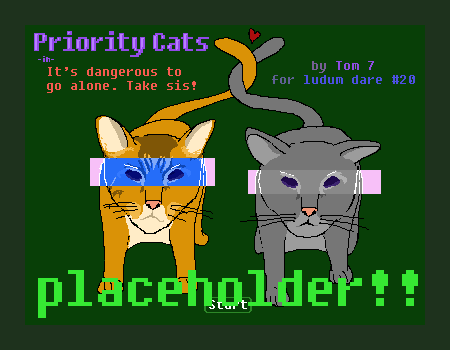 Priority Cats
-in-
It's dangerous to
go alone. Take sis!
by Tom 7
for ludum dare #20
placeholder!!
Start